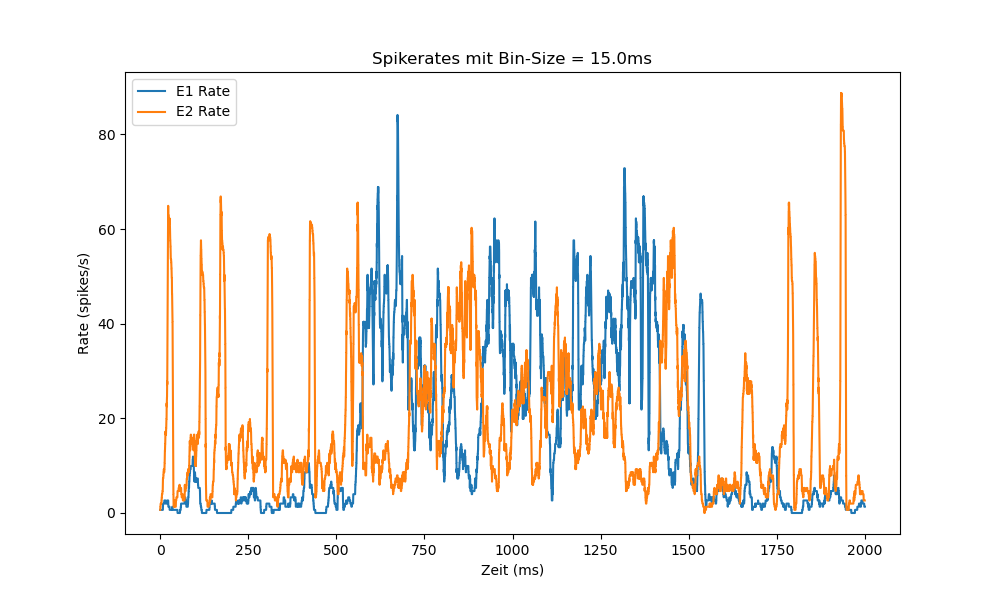 Spikerates mit Bin-Size = 15.0ms
E1 Rate
E2 Rate
80
60
40
20
0
Rate (spikes/s)
0 250 500 750 1000 1250 1500 1750 2000
Zeit (ms)